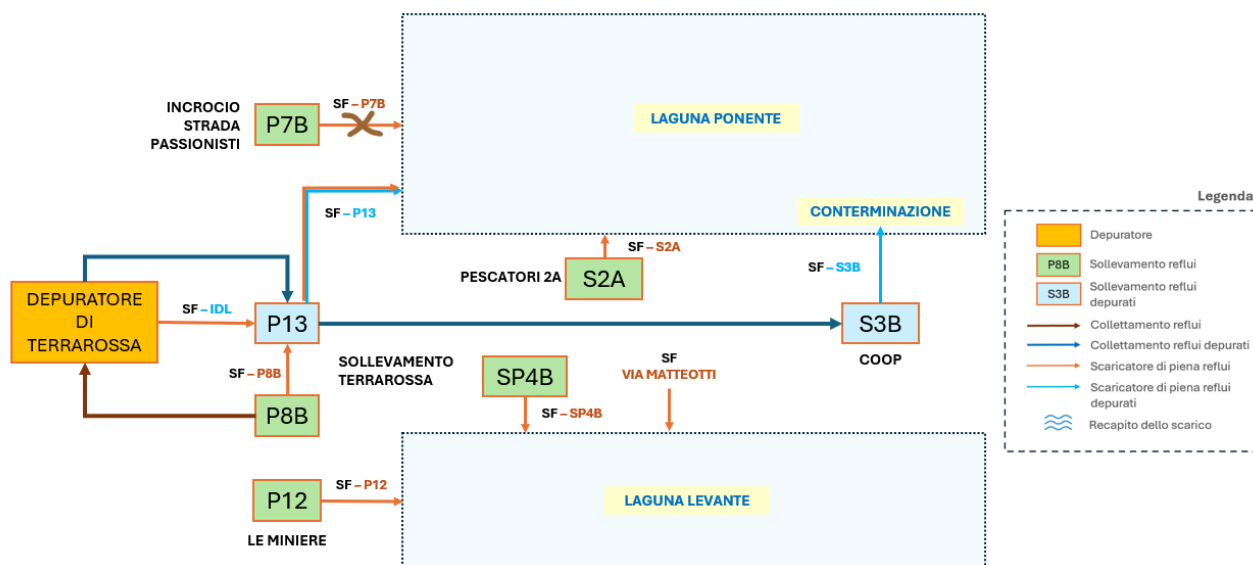 INCROCIO
STRADA
PASSIONISTI
P7B
SF – P7B
LAGUNA PONENTE
SF – P13
CONTERMINAZIONE
SF – S2A
PESCATORI 2A
S2A
SF – S3B
DEPURATORE
DI
TERRAROSSA
SF – IDL
P13
S3B
COOP
SF – P8B
SOLLEVAMENTO
TERRAROSSA
P8B
SP4B
SF – SP4B
SF
VIA MATTEOTTI
P12
SF – P12
LE MINIERE
LAGUNA LEVANTE
Legenda
Depuratore
P8B
Sollevamento reflui
S3B
Sollevamento reflui
depurati
Collettamento reflui
Collettamento reflui depurati
Scaricatore di piena reflui
Scaricatore di piena reflui
depurati
Recapito dello scarico